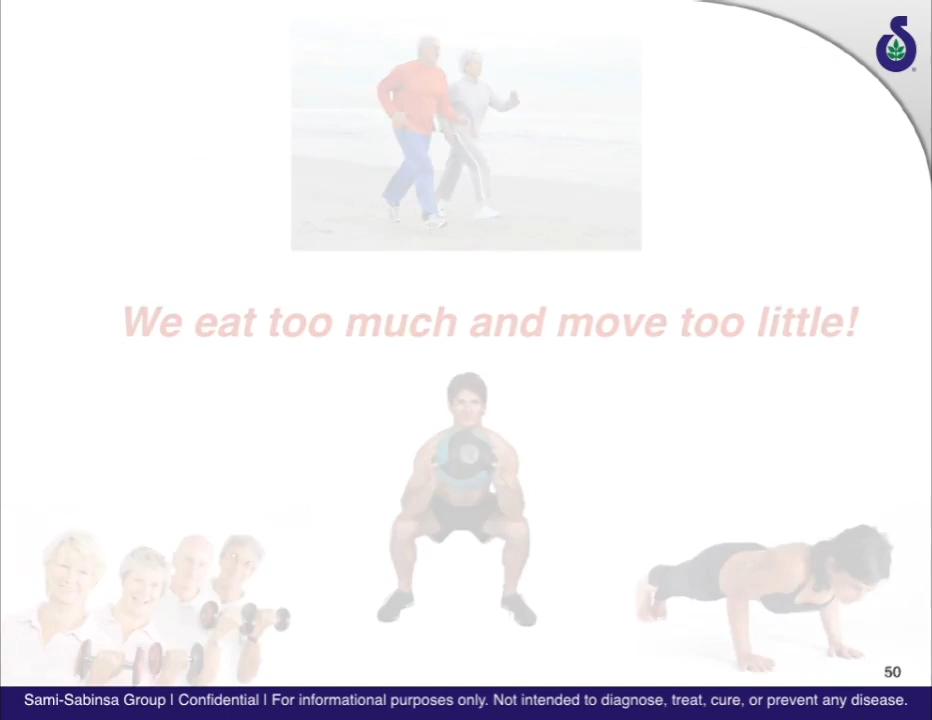 We eat too much and move too little!
50
Sami-Sabinsa Group | Confidential | For informational purposes only. Not intended to diagnose, treat, cure, or prevent any disease.